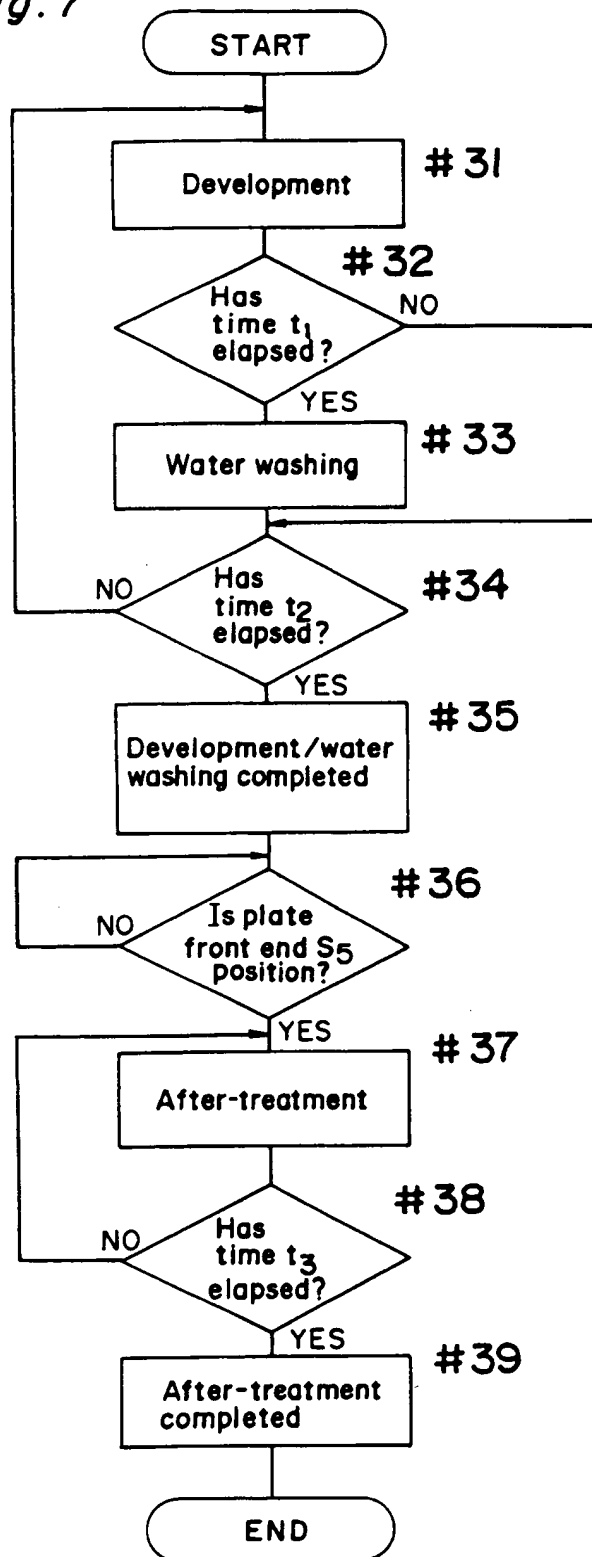 g. 7
START
Development
#31
#32
Has
time t1
elapsed?
NO
YES
Water washing
#33
NO
Has
time t2
elapsed?
#34
YES
Development/water
washing completed
#35
#36
NO
Is plate
front end S5
position?
YES
After-treatment
#37
#38
NO
Has
time t3
elapsed?
YES
After-treatment
completed
#39
END